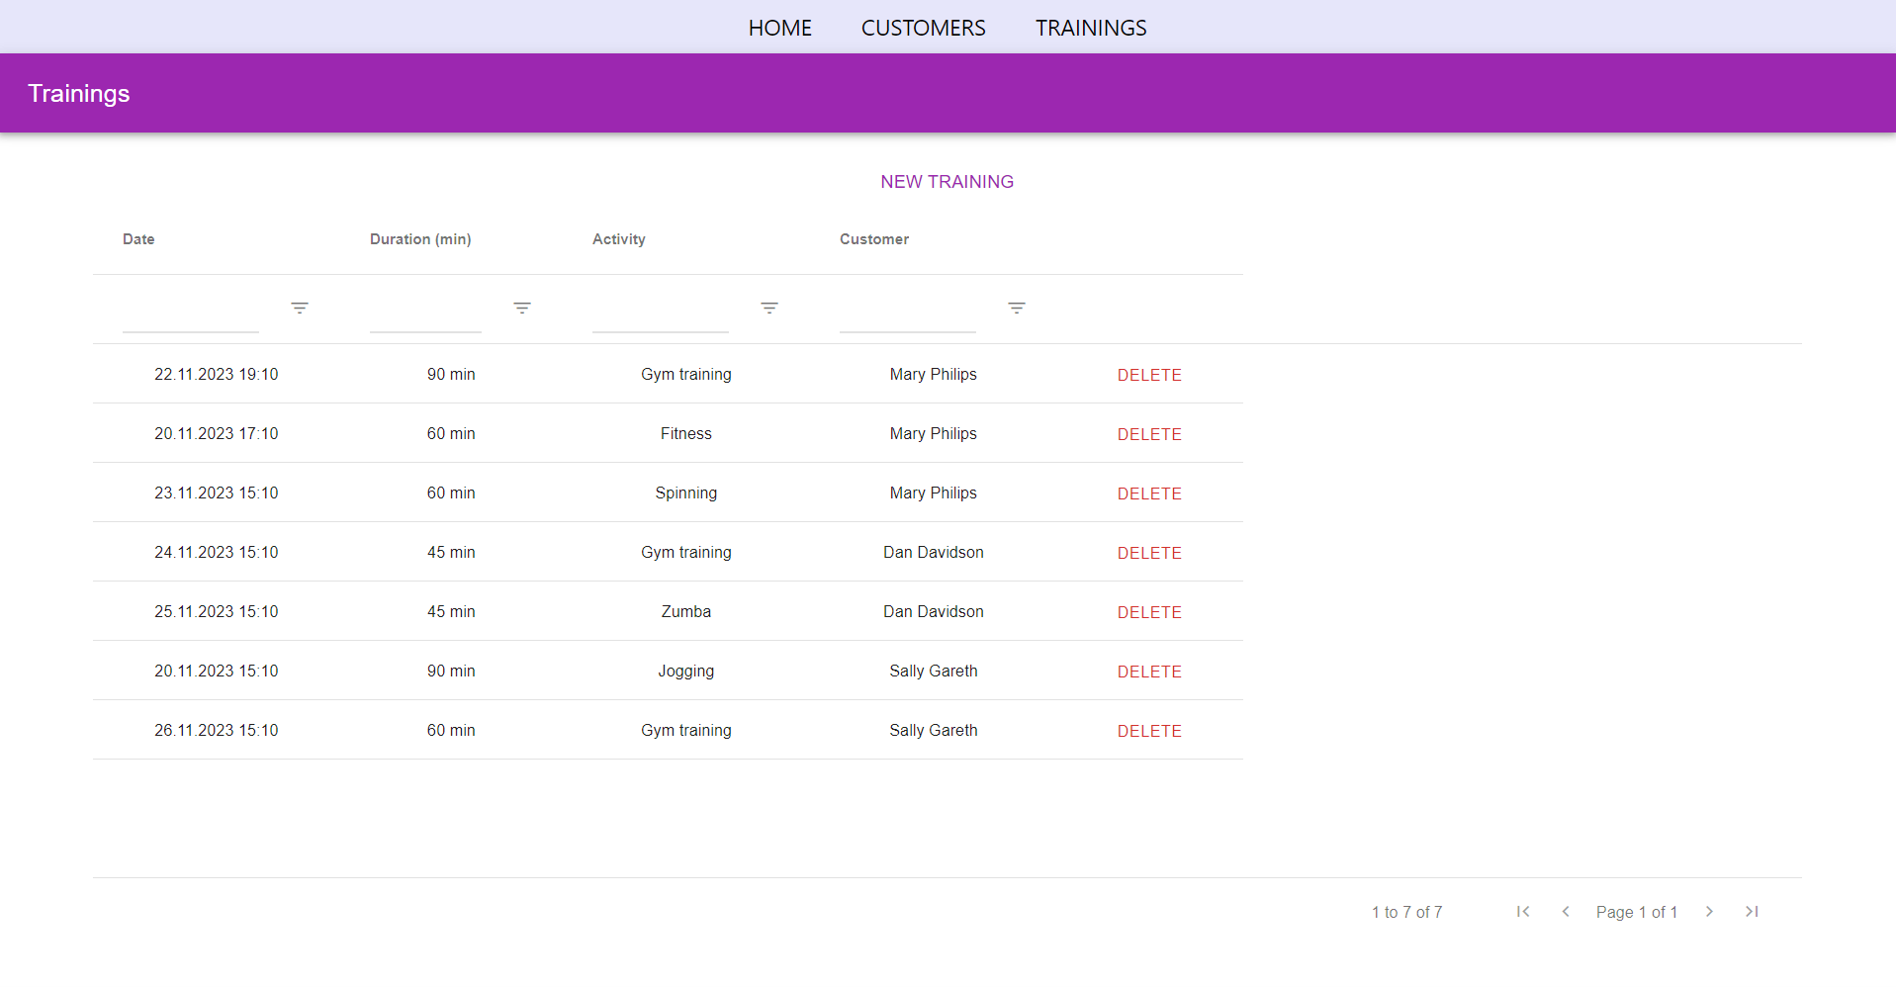 HOME CUSTOMERS TRAININGS
Trainings
NEW TRAINING
Date Duration (min) Activity Customer
22.11.2023 19:10 90 min Gym training Mary Philips DELETE
20.11.2023 17:10 60 min Fitness Mary Philips DELETE
23.11.2023 15:10 60 min Spinning Mary Philips DELETE
24.11.2023 15:10 45 min Gym training Dan Davidson DELETE
25.11.2023 15:10 45 min Zumba Dan Davidson DELETE
20.11.2023 15:10 90 min Jogging Sally Gareth DELETE
26.11.2023 15:10 60 min Gym training Sally Gareth DELETE
1 to 7 of 7 Page 1 of 1